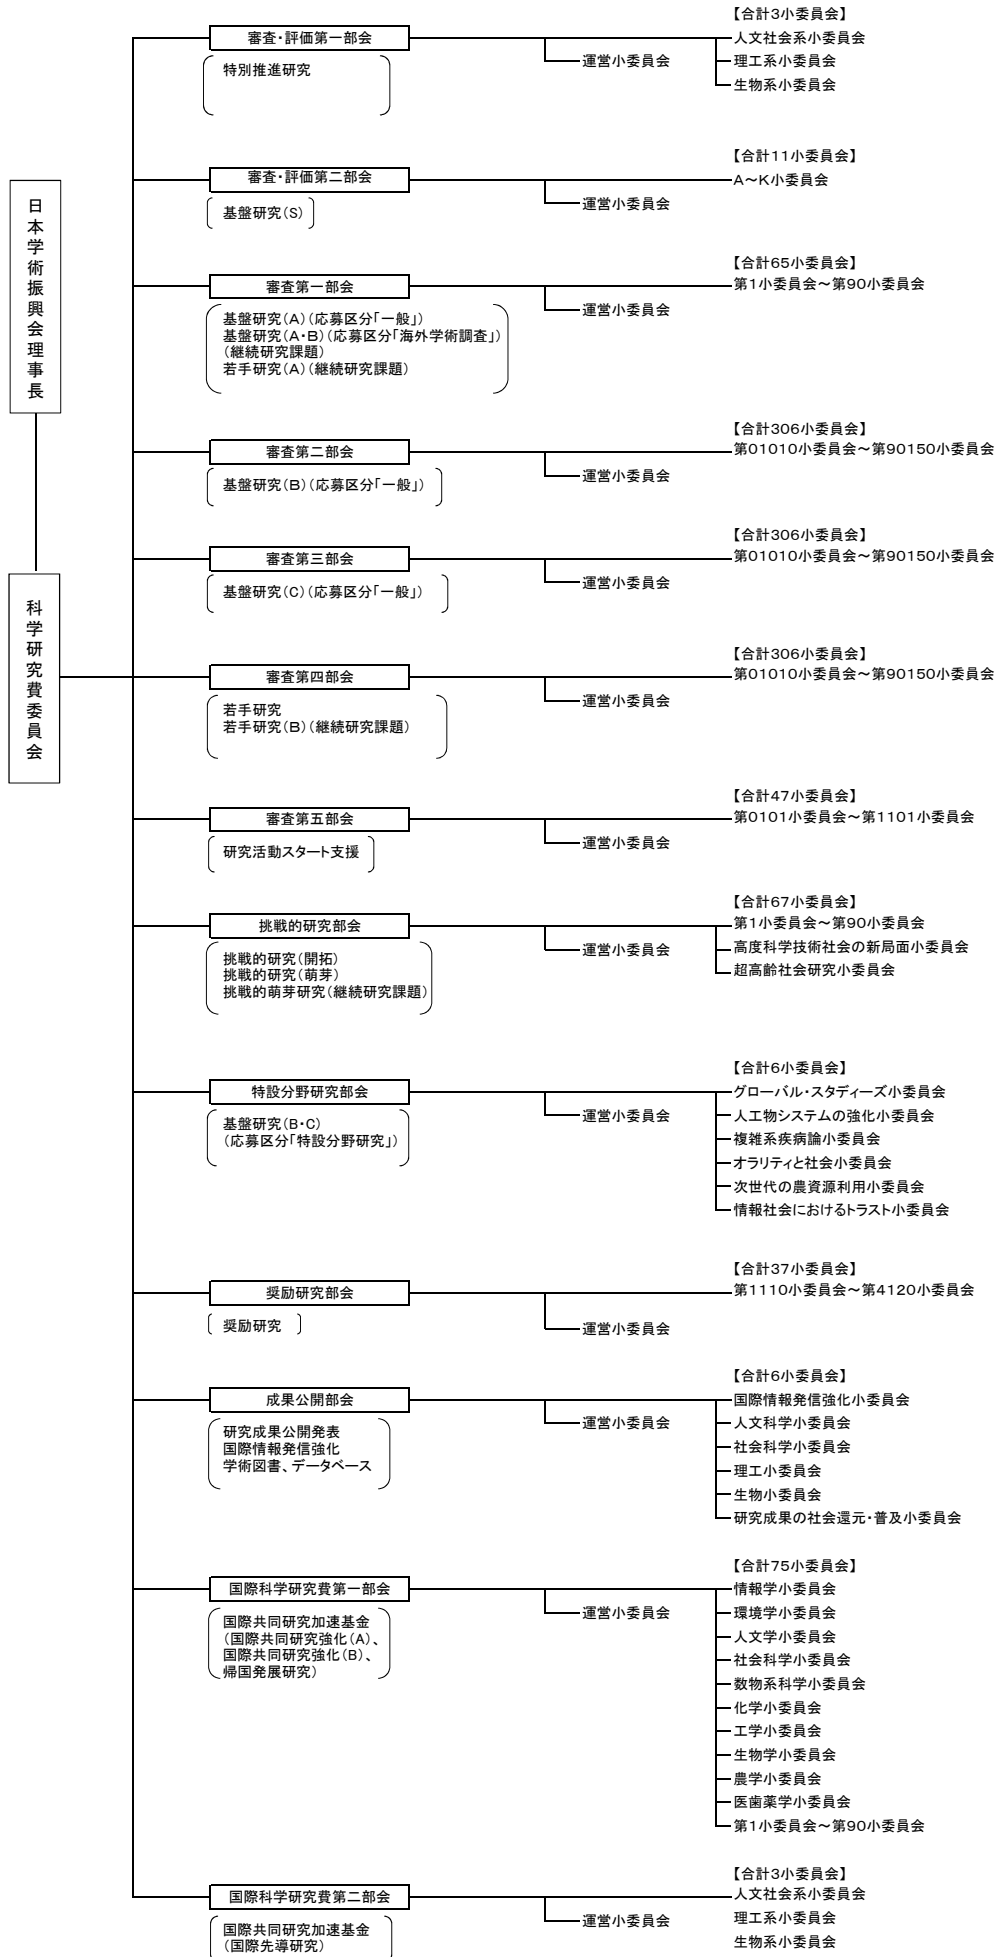 日本学術振興会理事長
科学研究費委員会
審査・評価第一部会
特別推進研究
運営小委員会
【合計3小委員会】
人文社会系小委員会
理工系小委員会
生物系小委員会
審査・評価第二部会
基盤研究(S)
運営小委員会
【合計11小委員会】
A~K小委員会
審査第一部会
基盤研究(A)(応募区分「一般」)
基盤研究(A・B)(応募区分「海外学術調査」)
(継続研究課題)
若手研究(A)(継続研究課題)
運営小委員会
【合計65小委員会】
第1小委員会~第90小委員会
審査第二部会
基盤研究(B)(応募区分「一般」)
運営小委員会
【合計306小委員会】
第01010小委員会~第90150小委員会
審査第三部会
基盤研究(C)(応募区分「一般」)
運営小委員会
【合計306小委員会】
第01010小委員会~第90150小委員会
審査第四部会
若手研究
若手研究(B)(継続研究課題)
運営小委員会
【合計306小委員会】
第01010小委員会~第90150小委員会
審査第五部会
研究活動スタート支援
運営小委員会
【合計47小委員会】
第0101小委員会~第1101小委員会
挑戦的研究部会
挑戦的研究(開拓)
挑戦的研究(萌芽)
挑戦的萌芽研究(継続研究課題)
運営小委員会
【合計67小委員会】
第1小委員会~第90小委員会
高度科学技術社会の新局面小委員会
超高齢社会研究小委員会
特設分野研究部会
基盤研究(B・C)
(応募区分「特設分野研究」)
運営小委員会
【合計6小委員会】
グローバル・スタディーズ小委員会
人工物システムの強化小委員会
複雑系疾病論小委員会
オラリティと社会小委員会
次世代の農資源利用小委員会
情報社会におけるトラスト小委員会
奨励研究部会
奨励研究
運営小委員会
【合計37小委員会】
第1110小委員会~第4120小委員会
成果公開部会
研究成果公開発表
国際情報発信強化
学術図書、データベース
運営小委員会
【合計6小委員会】
国際情報発信強化小委員会
人文科学小委員会
社会科学小委員会
理工小委員会
生物小委員会
研究成果の社会還元・普及小委員会
国際科学研究費第一部会
国際共同研究加速基金
(国際共同研究強化(A)、
国際共同研究強化(B)、
帰国発展研究)
運営小委員会
【合計75小委員会】
情報学小委員会
環境学小委員会
人文学小委員会
社会科学小委員会
数物系科学小委員会
化学小委員会
工学小委員会
生物学小委員会
農学小委員会
医歯薬学小委員会
第1小委員会~第90小委員会
国際科学研究費第二部会
国際共同研究加速基金
(国際先導研究)
運営小委員会
【合計3小委員会】
人文社会系小委員会
理工系小委員会
生物系小委員会